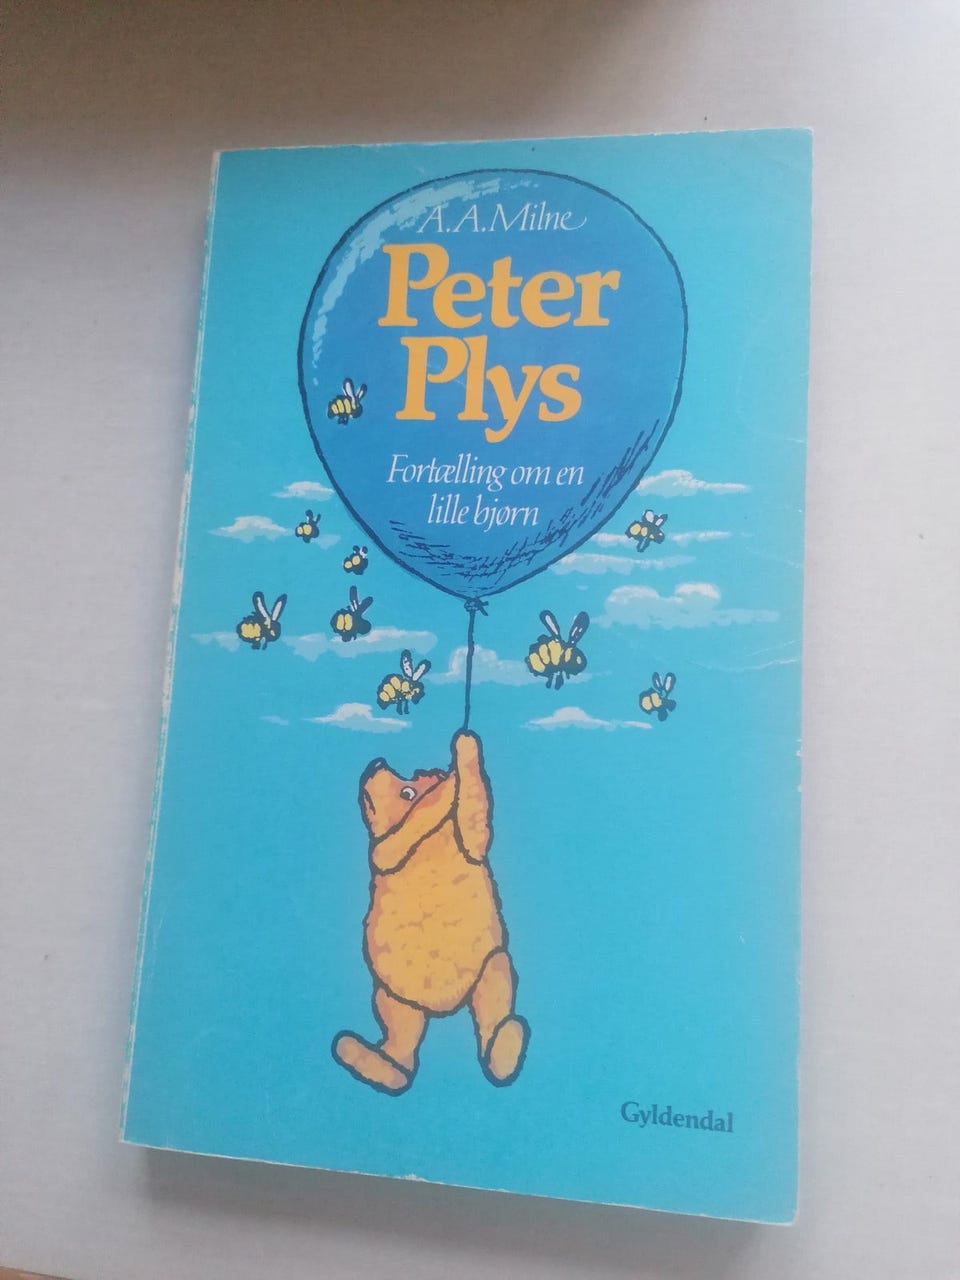 A.A.Milne
Peter
Plys
Fortælling om en
lille bjørn
Gyldendal